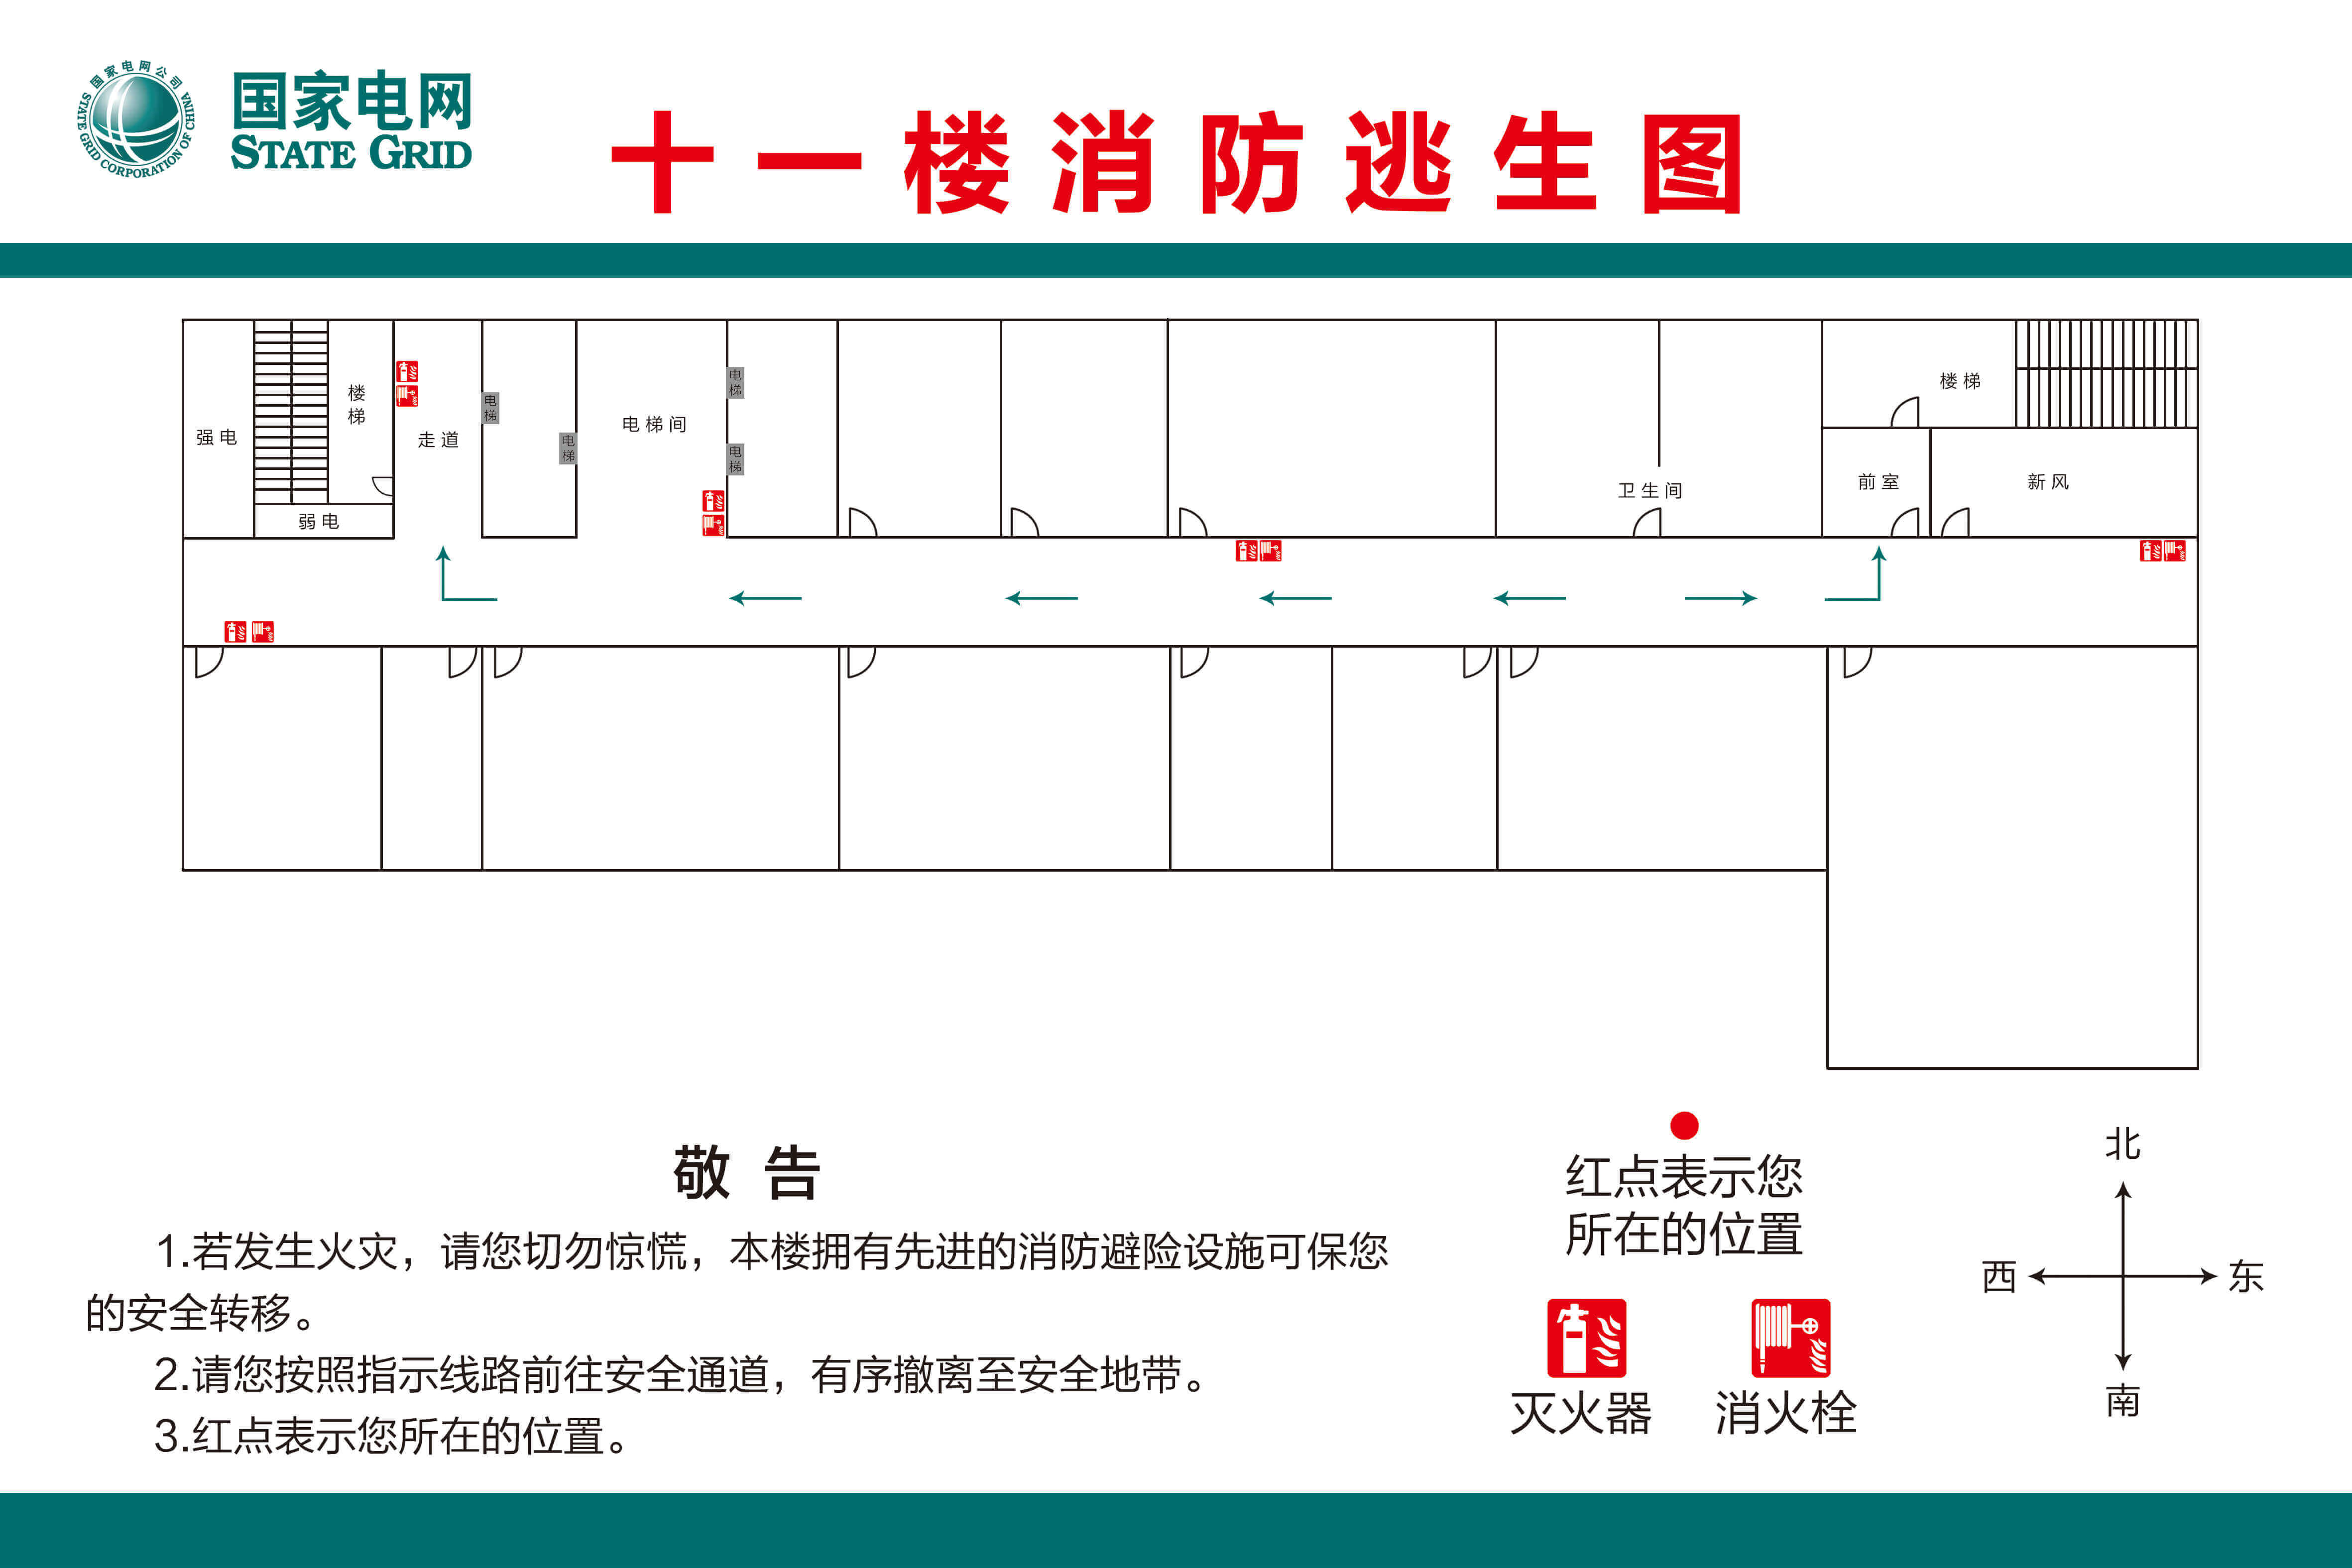 国家电网公司
STATE GRID CORPORATION OF CHINA
国家电网
STATE GRID
十一楼消防逃生图
强电
楼梯
弱电
走道
电梯
电梯
电梯间
电梯
电梯
卫生间
楼梯
前室
新风
敬告
1.若发生火灾，请您切勿惊慌，本楼拥有先进的消防避险设施可保您
的安全转移。
2.请您按照指示线路前往安全通道，有序撤离至安全地带。
3.红点表示您所在的位置。
红点表示您
所在的位置
灭火器
消火栓
北
西
东
南